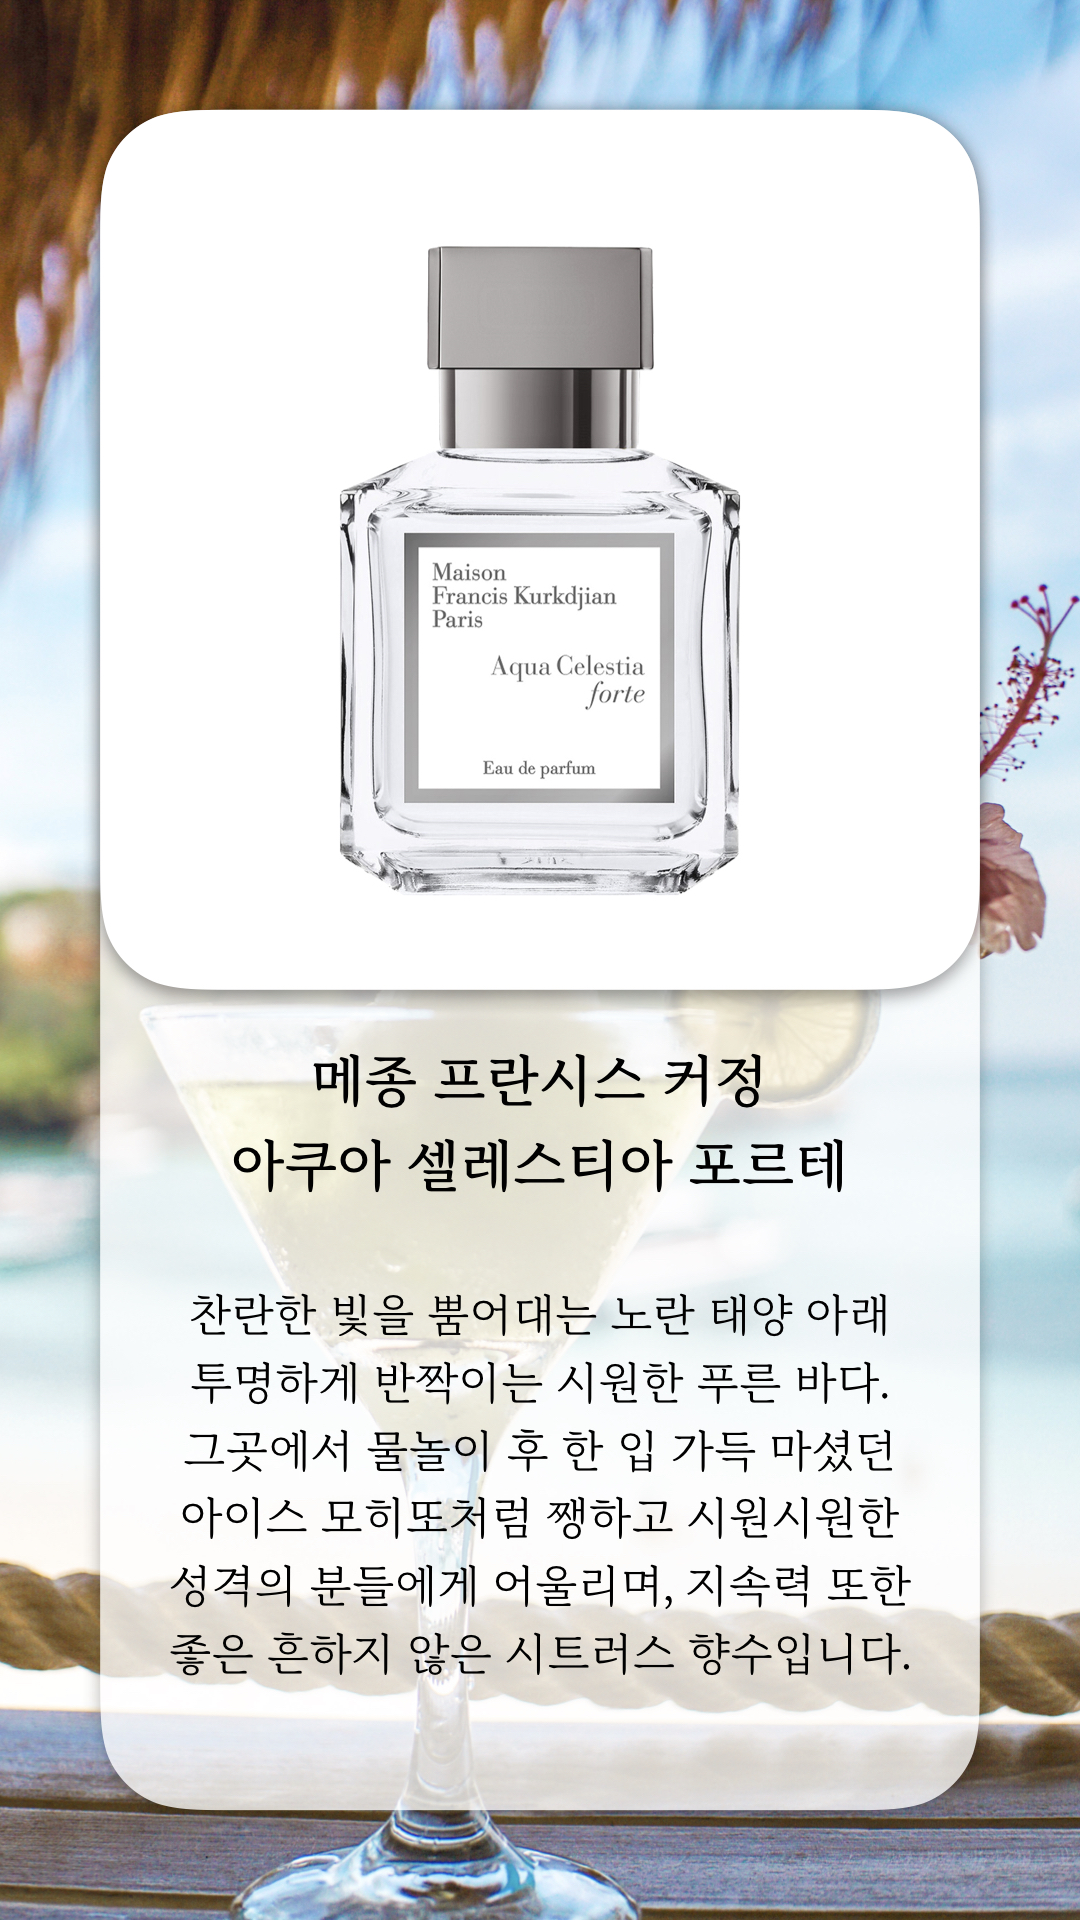 Maison
Francis Kurkdjian
Paris
Aqua Celestia
forte
Eau de parfum
메종 프란시스 커정
아쿠아 셀레스티아 포르테
찬란한 빛을 뿜어대는 노란 태양 아래
투명하게 반짝이는 시원한 푸른 바다.
그곳에서 물놀이 후 한 입 가득 마셨던
아이스 모히또처럼 쨍하고 시원시원한
성격의 분들에게 어울리며, 지속력 또한
좋은 흔하지 않은 시트러스 향수입니다.